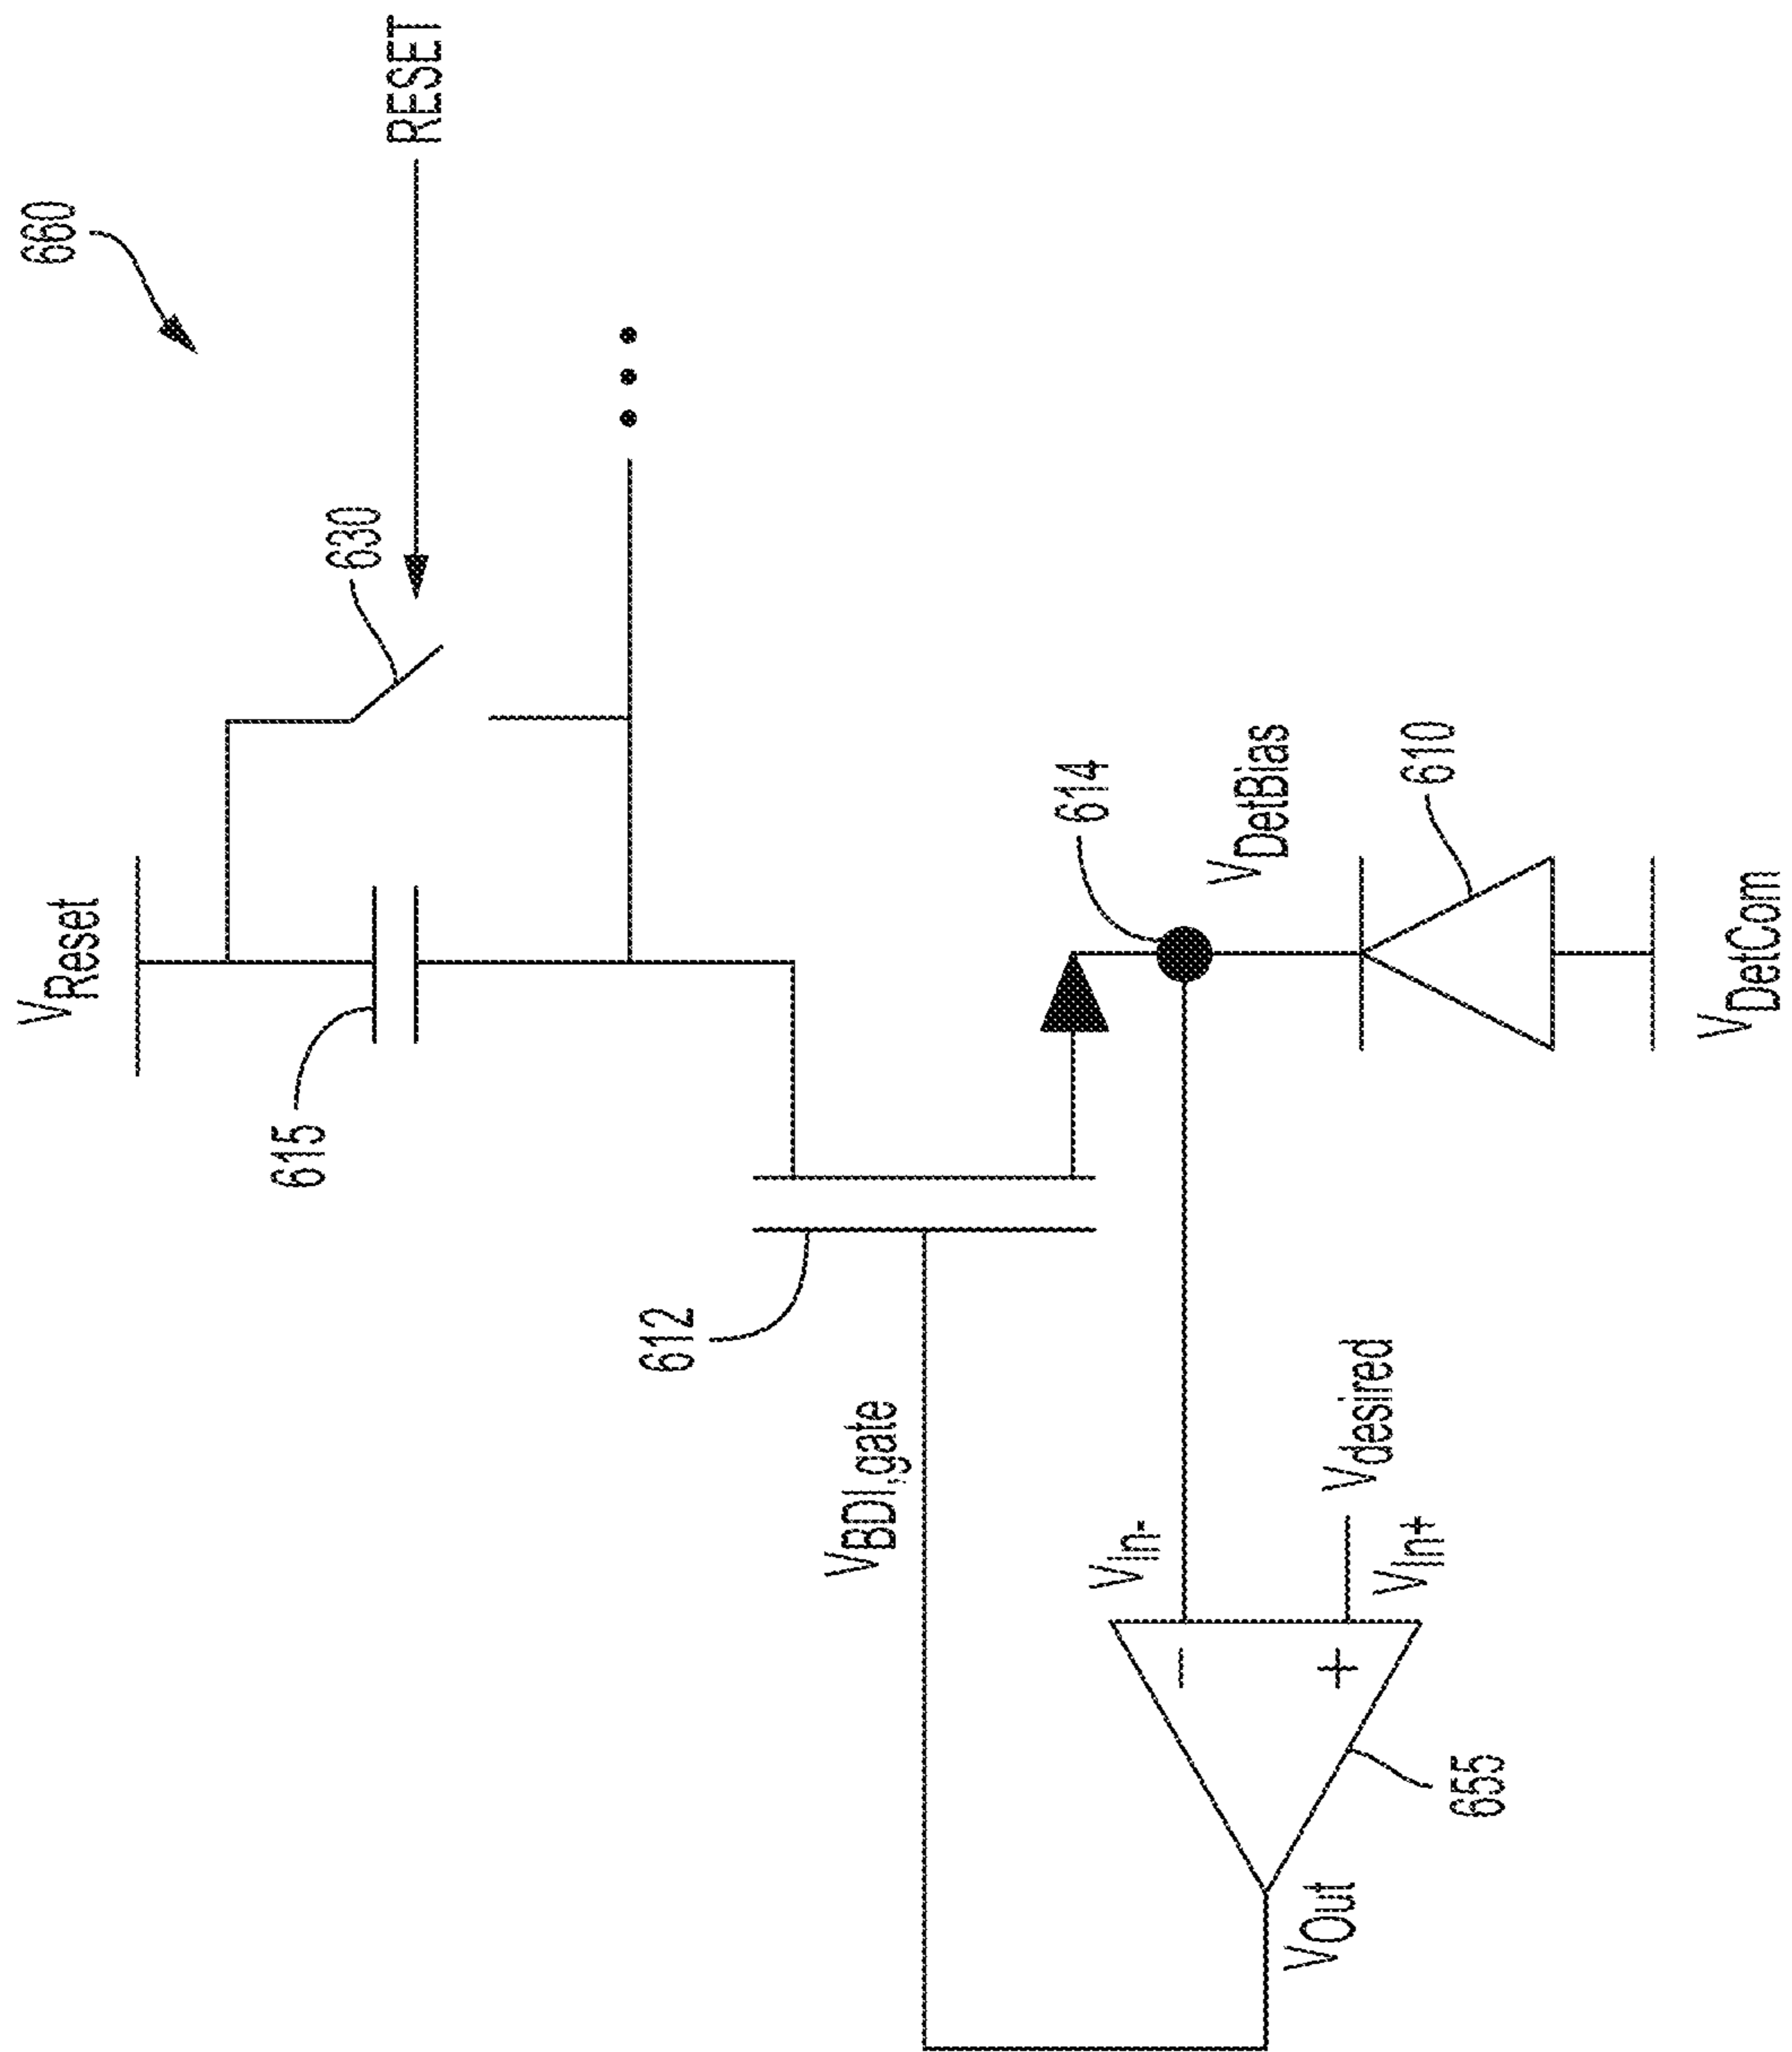 660
RESET
VReset
630
615
614
VDetBias
610
VDetCom
612
VBDI,gate
Vdesired
VIn-
VIn+
−
+
655
VOut